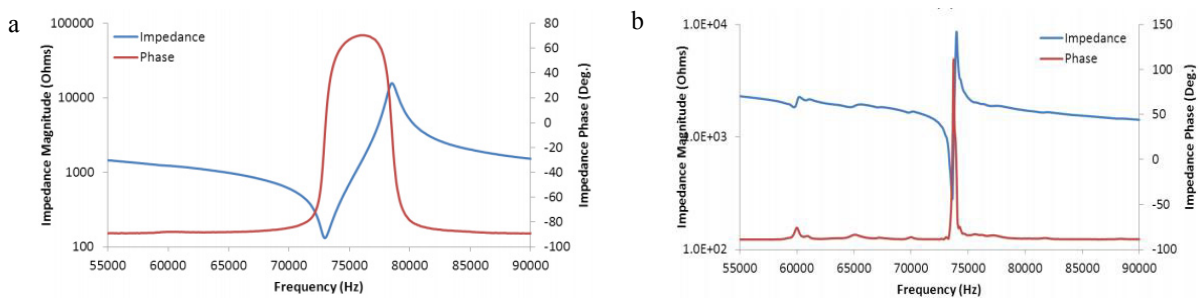 a
100000
10000
1000
100
Impedance Magnitude (Ohms)
Impedance
Phase
80
60
40
20
0
-20
-40
-60
-80
-100
Impedance Phase (Deg.)
55000 60000 65000 70000 75000 80000 85000 90000
Frequency (Hz)
b
1.0E+04
1.0E+03
1.0E+02
Impedance Magnitude (Ohms)
Impedance
Phase
150
100
50
0
-50
-100
Impedance Phase (Deg.)
55000 60000 65000 70000 75000 80000 85000 90000
Frequency (Hz)